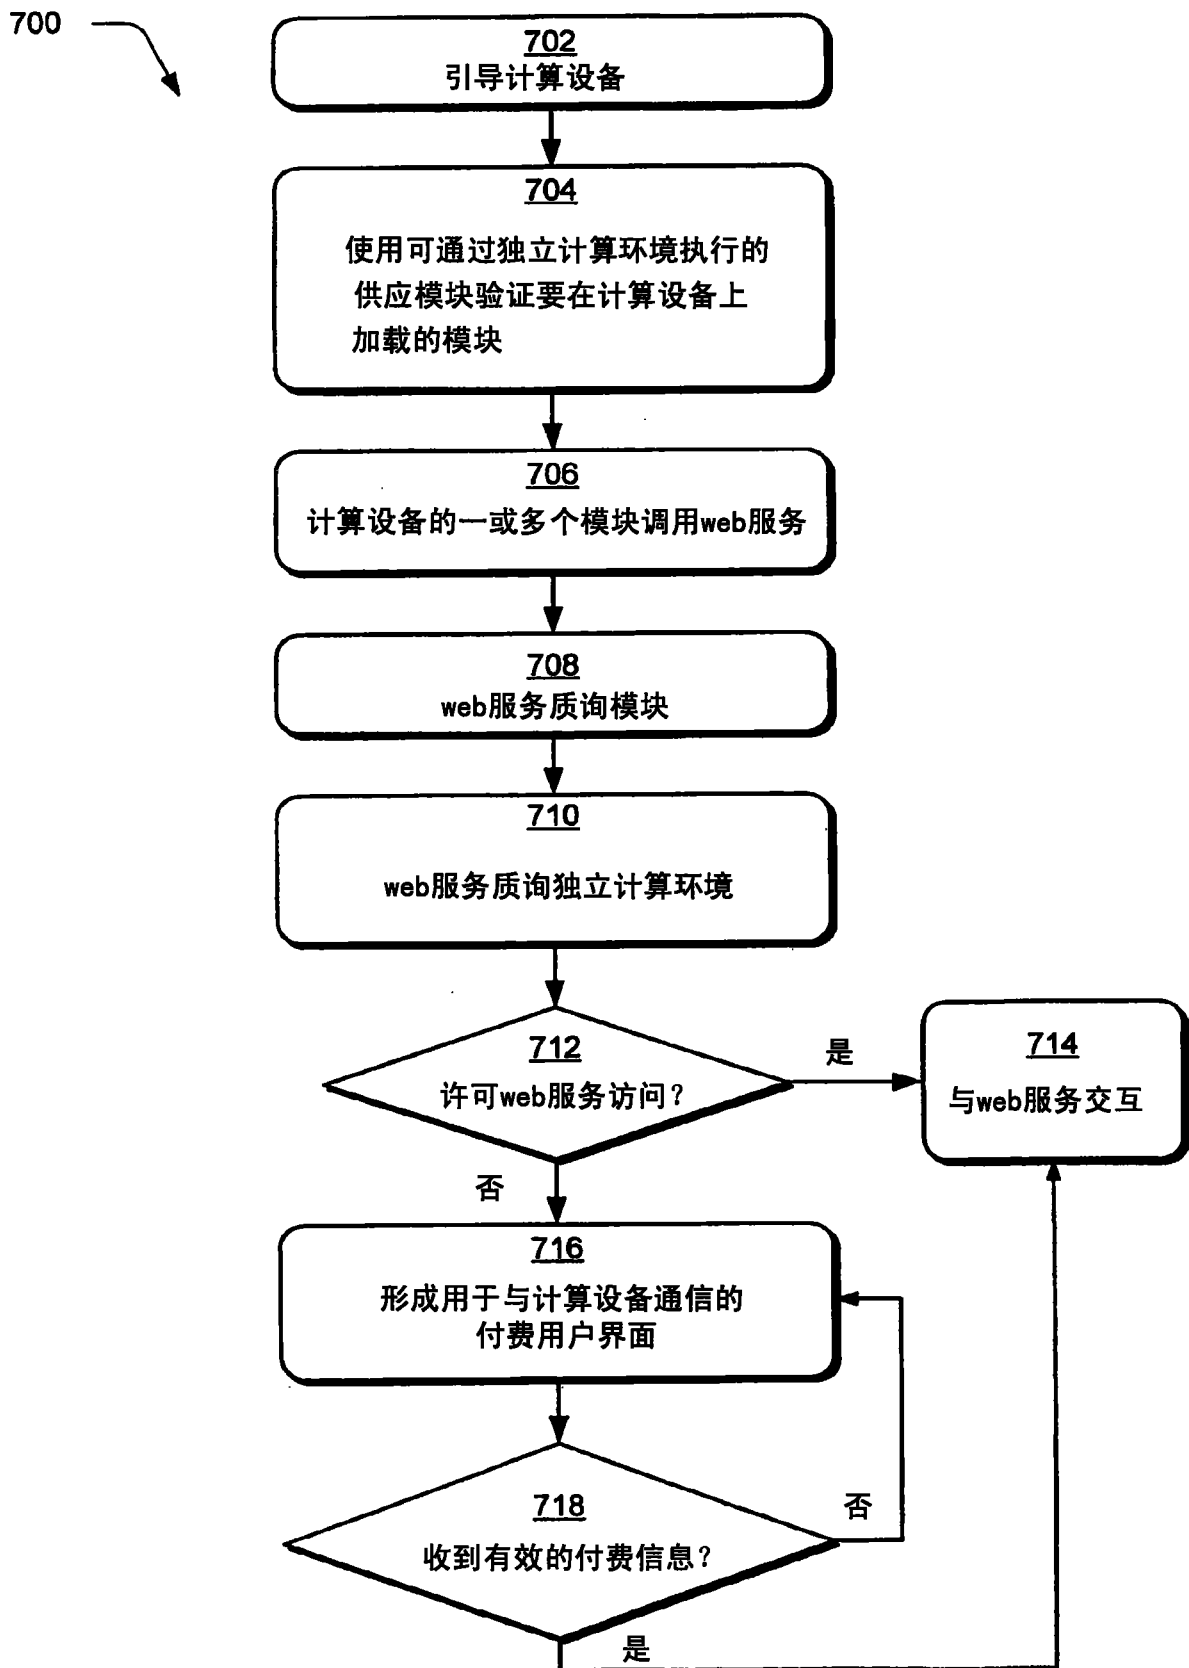 700
702
引导计算设备
704
使用可通过独立计算环境执行的
供应模块验证要在计算设备上
加载的模块
706
计算设备的一或多个模块调用web服务
708
web服务质询模块
710
web服务质询独立计算环境
712
许可web服务访问?
是
714
与web服务交互
否
716
形成用于与计算设备通信的
付费用户界面
718
收到有效的付费信息?
否
是